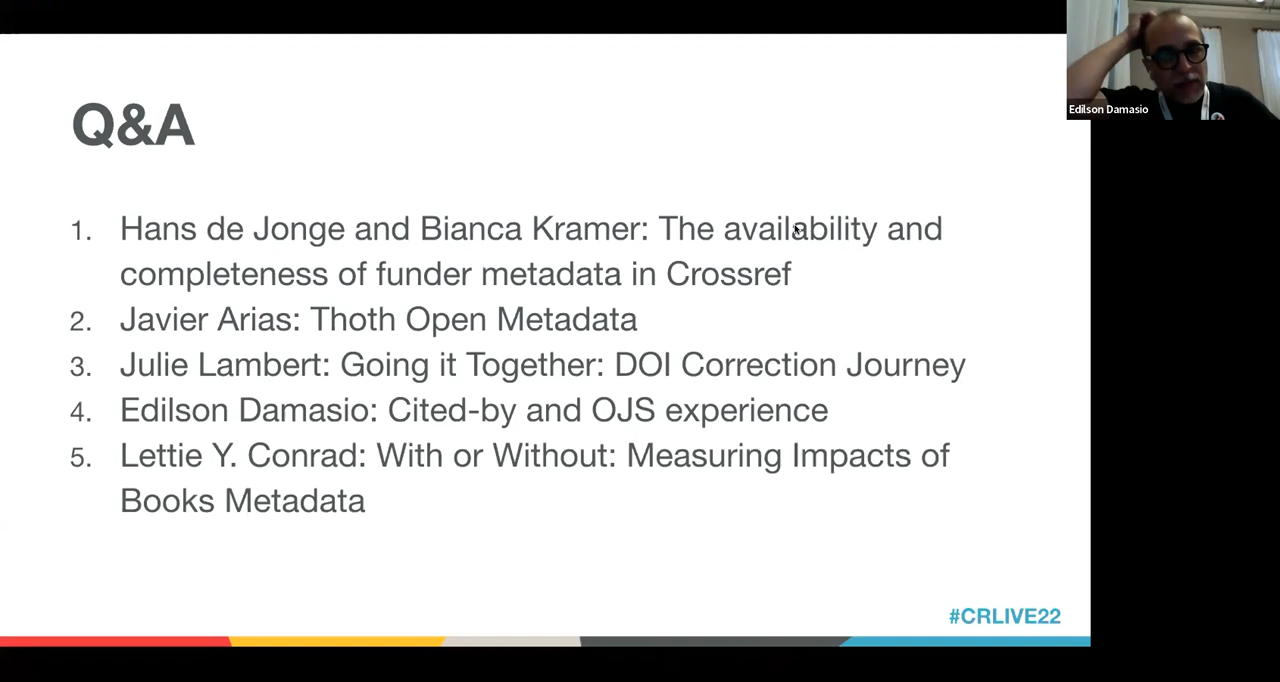 Edilson Damasio
Q&A
1. Hans de Jonge and Bianca Kramer: The availability and
completeness of funder metadata in Crossref
2. Javier Arias: Thoth Open Metadata
3. Julie Lambert: Going it Together: DOI Correction Journey
4. Edilson Damasio: Cited-by and OJS experience
5. Lettie Y. Conrad: With or Without: Measuring Impacts of
Books Metadata
#CRLIVE22